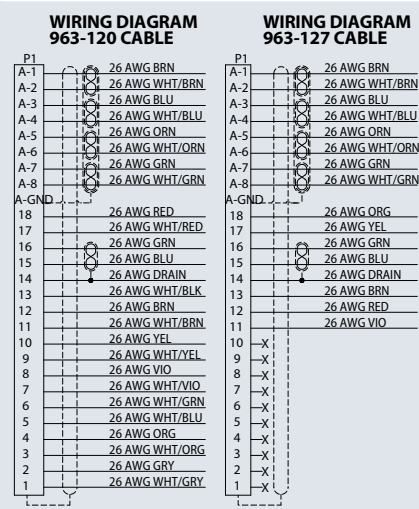 WIRING DIAGRAM
963-120 CABLE
P1
A-1 26 AWG BRN
A-2 26 AWG WHT/BRN
A-3 26 AWG BLU
A-4 26 AWG WHT/BLU
A-5 26 AWG ORN
A-6 26 AWG WHT/ORN
A-7 26 AWG GRN
A-8 26 AWG WHT/GRN
A-GND
18 26 AWG RED
17 26 AWG WHT/RED
16 26 AWG GRN
15 26 AWG BLU
14 26 AWG DRAIN
13 26 AWG WHT/BLK
12 26 AWG BRN
11 26 AWG WHT/BRN
10 26 AWG YEL
9 26 AWG WHT/YEL
8 26 AWG VIO
7 26 AWG WHT/VIO
6 26 AWG WHT/GRN
5 26 AWG WHT/BLU
4 26 AWG ORG
3 26 AWG WHT/ORG
2 26 AWG GRY
1 26 AWG WHT/GRY
WIRING DIAGRAM
963-127 CABLE
P1
A-1 26 AWG BRN
A-2 26 AWG WHT/BRN
A-3 26 AWG BLU
A-4 26 AWG WHT/BLU
A-5 26 AWG ORN
A-6 26 AWG WHT/ORN
A-7 26 AWG GRN
A-8 26 AWG WHT/GRN
A-GND
18 26 AWG ORG
17 26 AWG YEL
16 26 AWG GRN
15 26 AWG BLU
14 26 AWG DRAIN
13 26 AWG BRN
12 26 AWG RED
11 26 AWG VIO
10 X
9 X
8 X
7 X
6 X
5 X
4 X
3 X
2 X
1 X